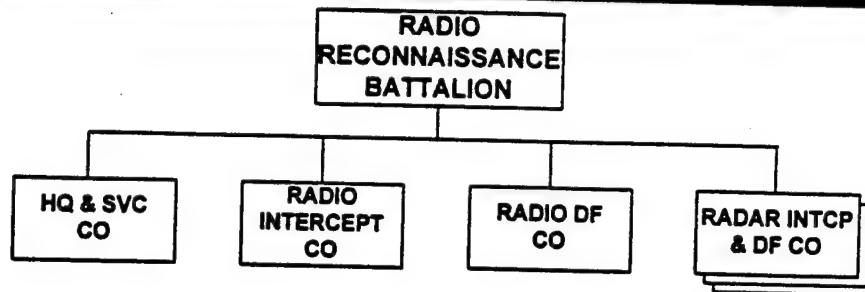 RADIO
RECONNAISSANCE
BATTALION
HQ & SVC
CO
RADIO
INTERCEPT
CO
RADIO DF
CO
RADAR INTCP
& DF CO